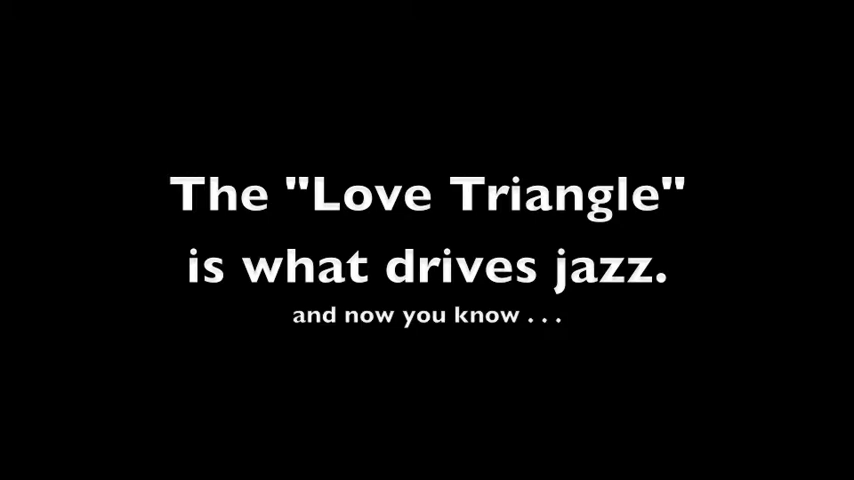 The "Love Triangle"
is what drives jazz.
and now you know . . .